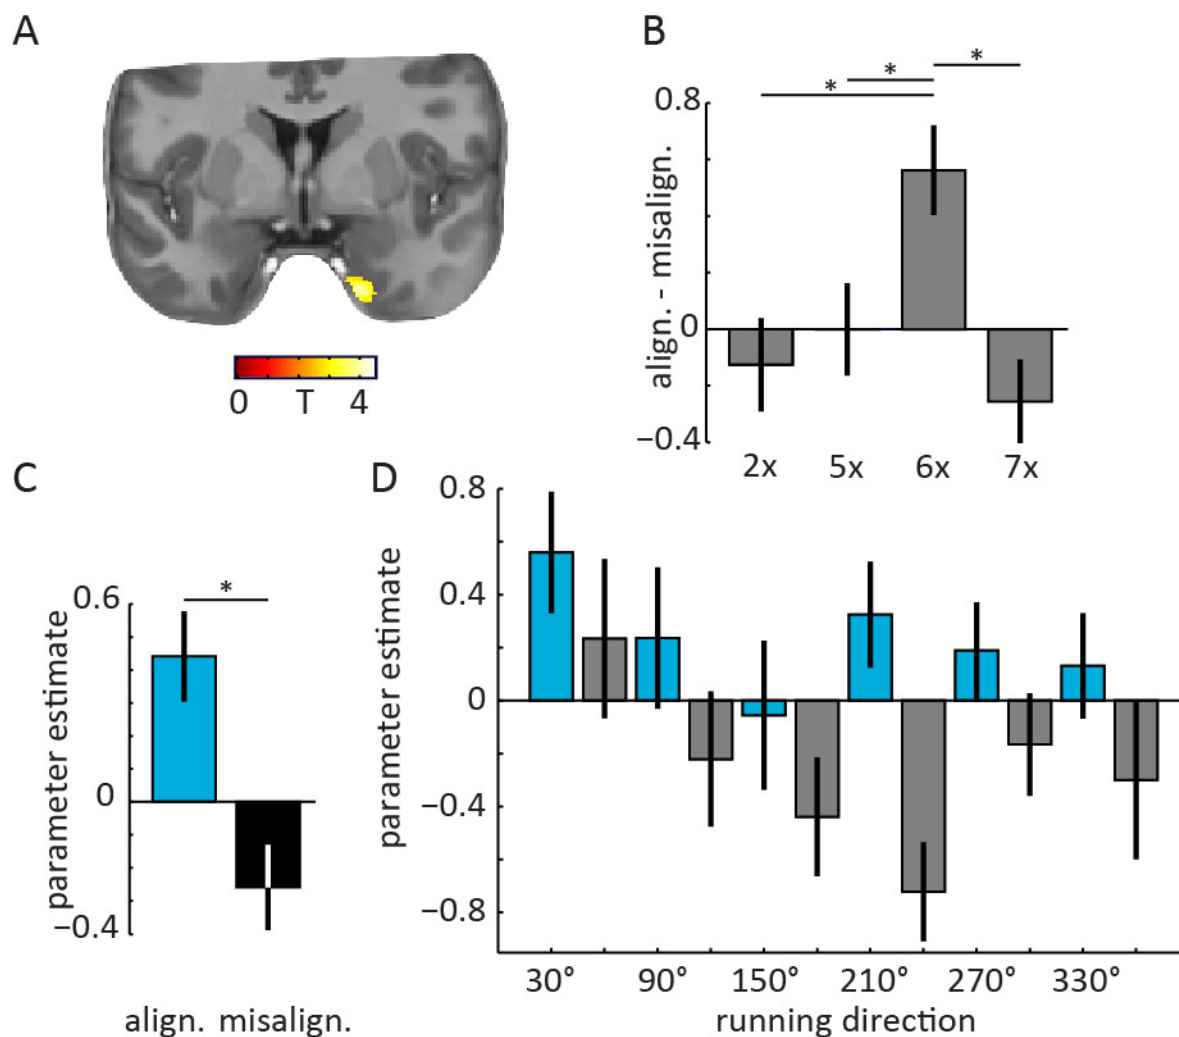 A
0 T 4
B
* * *
0.8
0
−0.4
align. - misalign.
2x 5x 6x 7x
C
*
0.6
0
−0.4
parameter estimate
align. misalign.
D
0.8
0.4
0
−0.4
−0.8
parameter estimate
30° 90° 150° 210° 270° 330°
running direction